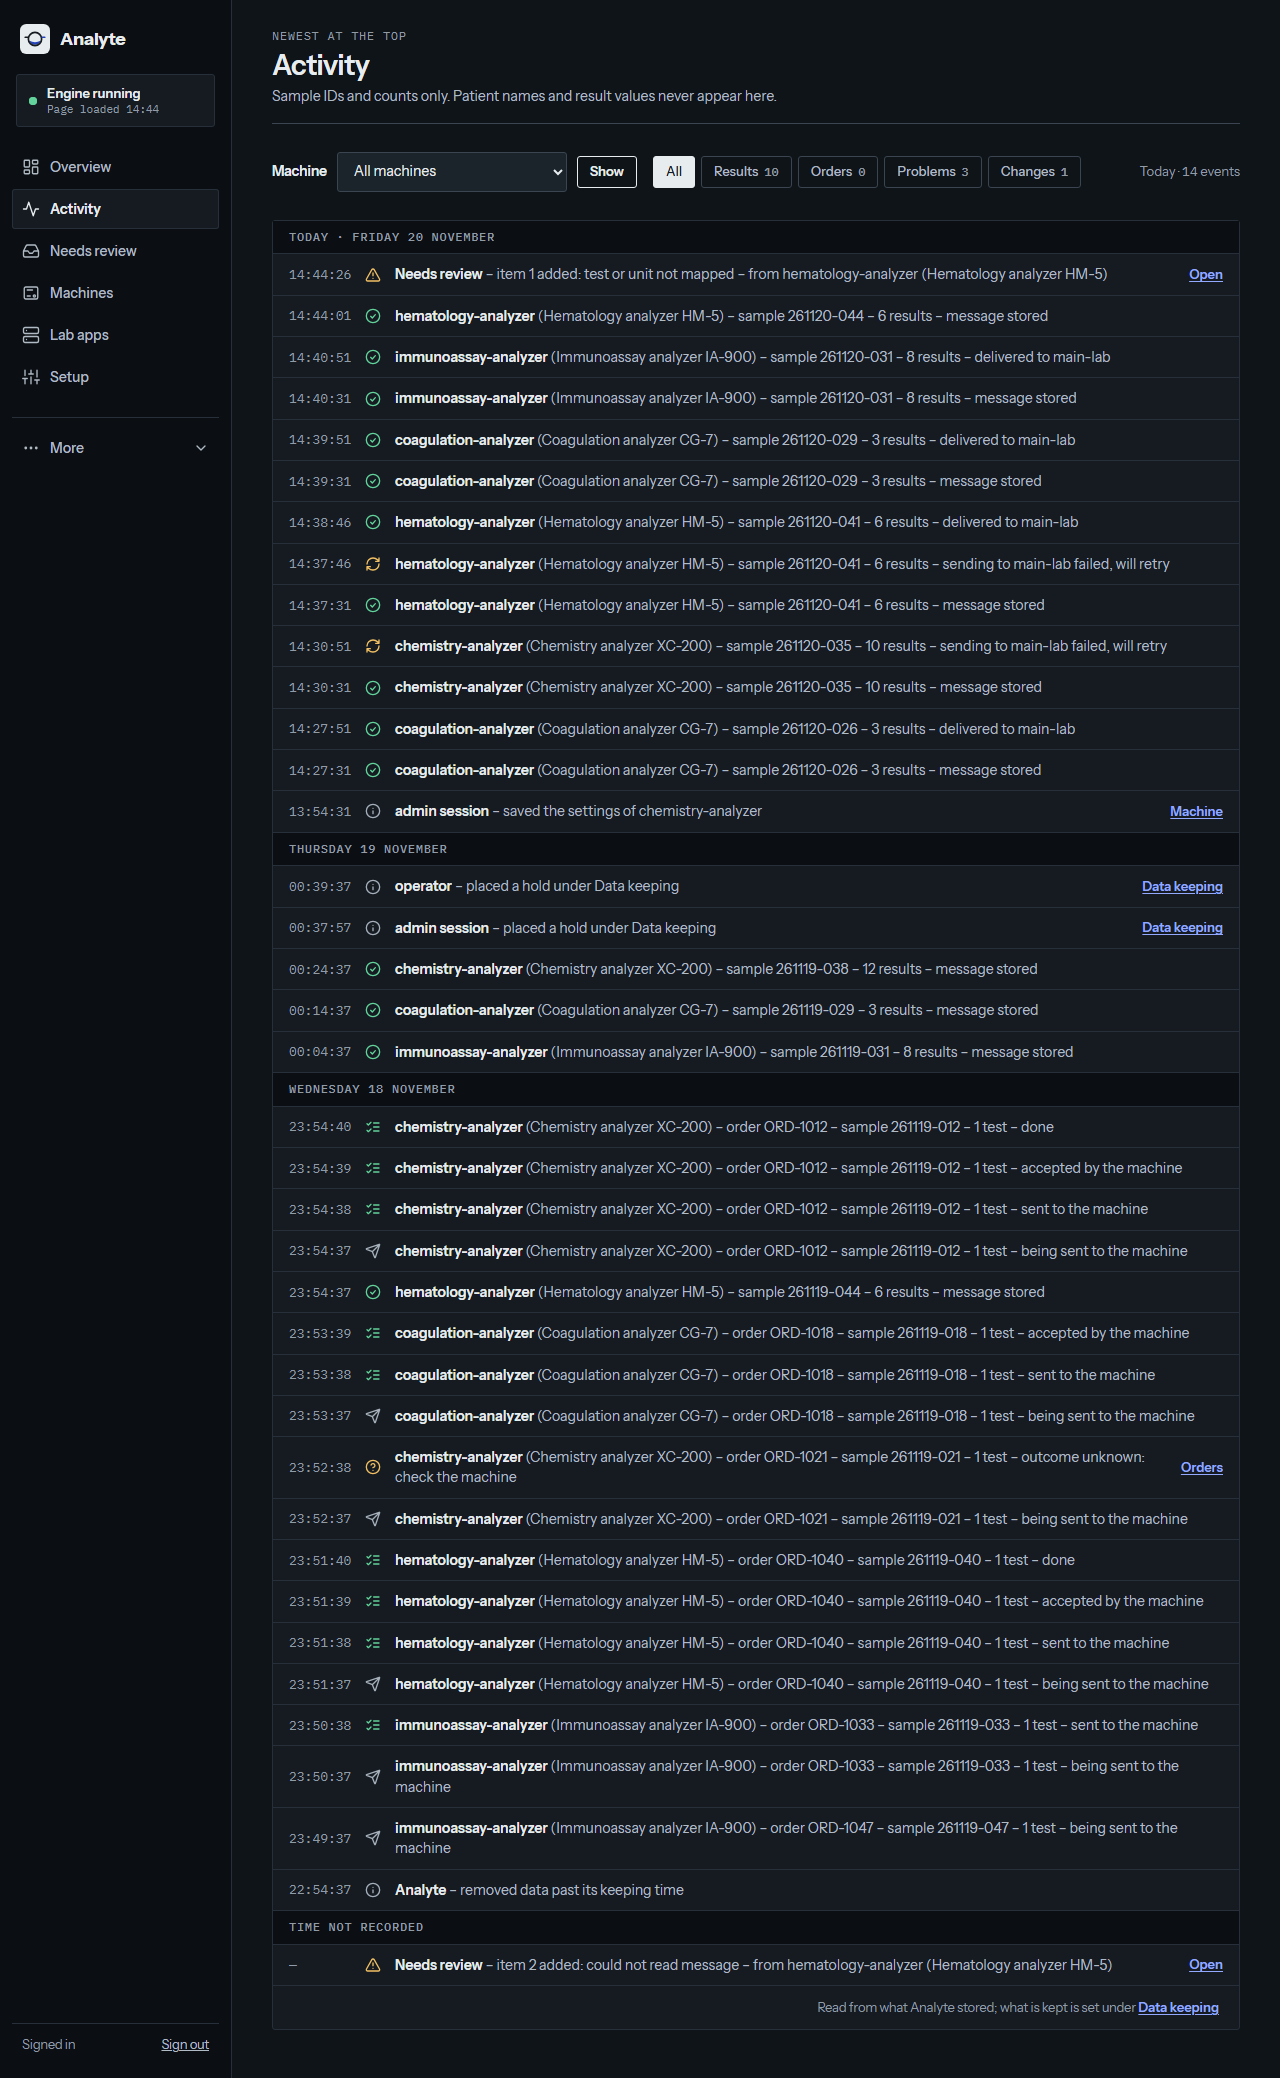 Analyte
Engine running
Page loaded 14:44
Overview
Activity
Needs review
Machines
Lab apps
Setup
More
Signed in
Sign out
NEWEST AT THE TOP
Activity
Sample IDs and counts only. Patient names and result values never appear here.
Machine All machines Show All Results 10 Orders 0 Problems 3 Changes 1 Today · 14 events
TODAY · FRIDAY 20 NOVEMBER
14:44:26 Needs review – item 1 added: test or unit not mapped – from hematology-analyzer (Hematology analyzer HM-5) Open
14:44:01 hematology-analyzer (Hematology analyzer HM-5) – sample 261120-044 – 6 results – message stored
14:40:51 immunoassay-analyzer (Immunoassay analyzer IA-900) – sample 261120-031 – 8 results – delivered to main-lab
14:40:31 immunoassay-analyzer (Immunoassay analyzer IA-900) – sample 261120-031 – 8 results – message stored
14:39:51 coagulation-analyzer (Coagulation analyzer CG-7) – sample 261120-029 – 3 results – delivered to main-lab
14:39:31 coagulation-analyzer (Coagulation analyzer CG-7) – sample 261120-029 – 3 results – message stored
14:38:46 hematology-analyzer (Hematology analyzer HM-5) – sample 261120-041 – 6 results – delivered to main-lab
14:37:46 hematology-analyzer (Hematology analyzer HM-5) – sample 261120-041 – 6 results – sending to main-lab failed, will retry
14:37:31 hematology-analyzer (Hematology analyzer HM-5) – sample 261120-041 – 6 results – message stored
14:30:51 chemistry-analyzer (Chemistry analyzer XC-200) – sample 261120-035 – 10 results – sending to main-lab failed, will retry
14:30:31 chemistry-analyzer (Chemistry analyzer XC-200) – sample 261120-035 – 10 results – message stored
14:27:51 coagulation-analyzer (Coagulation analyzer CG-7) – sample 261120-026 – 3 results – delivered to main-lab
14:27:31 coagulation-analyzer (Coagulation analyzer CG-7) – sample 261120-026 – 3 results – message stored
13:54:31 admin session – saved the settings of chemistry-analyzer Machine
THURSDAY 19 NOVEMBER
00:39:37 operator – placed a hold under Data keeping Data keeping
00:37:57 admin session – placed a hold under Data keeping Data keeping
00:24:37 chemistry-analyzer (Chemistry analyzer XC-200) – sample 261119-038 – 12 results – message stored
00:14:37 coagulation-analyzer (Coagulation analyzer CG-7) – sample 261119-029 – 3 results – message stored
00:04:37 immunoassay-analyzer (Immunoassay analyzer IA-900) – sample 261119-031 – 8 results – message stored
WEDNESDAY 18 NOVEMBER
23:54:40 chemistry-analyzer (Chemistry analyzer XC-200) – order ORD-1012 – sample 261119-012 – 1 test – done
23:54:39 chemistry-analyzer (Chemistry analyzer XC-200) – order ORD-1012 – sample 261119-012 – 1 test – accepted by the machine
23:54:38 chemistry-analyzer (Chemistry analyzer XC-200) – order ORD-1012 – sample 261119-012 – 1 test – sent to the machine
23:54:37 chemistry-analyzer (Chemistry analyzer XC-200) – order ORD-1012 – sample 261119-012 – 1 test – being sent to the machine
23:54:37 hematology-analyzer (Hematology analyzer HM-5) – sample 261119-044 – 6 results – message stored
23:53:39 coagulation-analyzer (Coagulation analyzer CG-7) – order ORD-1018 – sample 261119-018 – 1 test – accepted by the machine
23:53:38 coagulation-analyzer (Coagulation analyzer CG-7) – order ORD-1018 – sample 261119-018 – 1 test – sent to the machine
23:53:37 coagulation-analyzer (Coagulation analyzer CG-7) – order ORD-1018 – sample 261119-018 – 1 test – being sent to the machine
23:52:38 chemistry-analyzer (Chemistry analyzer XC-200) – order ORD-1021 – sample 261119-021 – 1 test – outcome unknown:
check the machine Orders
23:52:37 chemistry-analyzer (Chemistry analyzer XC-200) – order ORD-1021 – sample 261119-021 – 1 test – being sent to the machine
23:51:40 hematology-analyzer (Hematology analyzer HM-5) – order ORD-1040 – sample 261119-040 – 1 test – done
23:51:39 hematology-analyzer (Hematology analyzer HM-5) – order ORD-1040 – sample 261119-040 – 1 test – accepted by the machine
23:51:38 hematology-analyzer (Hematology analyzer HM-5) – order ORD-1040 – sample 261119-040 – 1 test – sent to the machine
23:51:37 hematology-analyzer (Hematology analyzer HM-5) – order ORD-1040 – sample 261119-040 – 1 test – being sent to the machine
23:50:38 immunoassay-analyzer (Immunoassay analyzer IA-900) – order ORD-1033 – sample 261119-033 – 1 test – sent to the machine
23:50:37 immunoassay-analyzer (Immunoassay analyzer IA-900) – order ORD-1033 – sample 261119-033 – 1 test – being sent to the
machine
23:49:37 immunoassay-analyzer (Immunoassay analyzer IA-900) – order ORD-1047 – sample 261119-047 – 1 test – being sent to the
machine
22:54:37 Analyte – removed data past its keeping time
TIME NOT RECORDED
— Needs review – item 2 added: could not read message – from hematology-analyzer (Hematology analyzer HM-5) Open
Read from what Analyte stored; what is kept is set under Data keeping